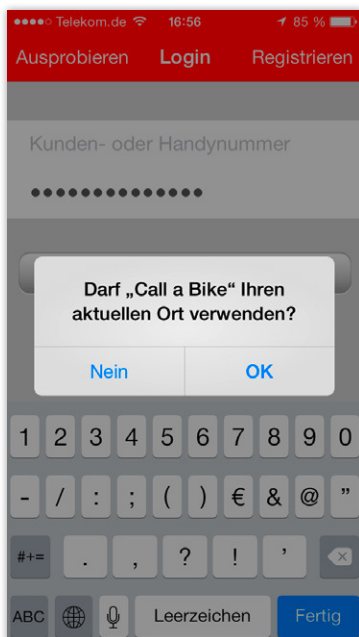 Telekom.de 16:56 85 %
Ausprobieren Login Registrieren
Kunden- oder Handynummer
Darf „Call a Bike“ Ihren
aktuellen Ort verwenden?
Nein OK
1 2 3 4 5 6 7 8 9 0
- / : ; ( ) € & @ ”
#+= . , ? ! ’
ABC Leerzeichen Fertig